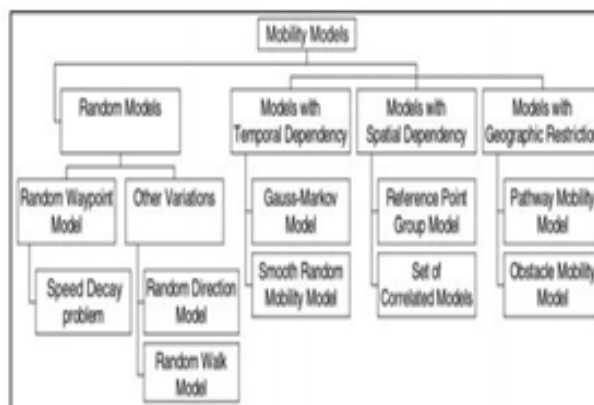 Mobility Models
Random Models
Models with
Temporal Dependency
Models with
Spatial Dependency
Models with
Geographic Restriction
Random Waypoint
Model
Other Variations
Gauss-Markov
Model
Reference Point
Group Model
Pathway Mobility
Model
Speed Decay
problem
Random Direction
Model
Smooth Random
Mobility Model
Set of
Correlated Models
Obstacle Mobility
Model
Random Walk
Model